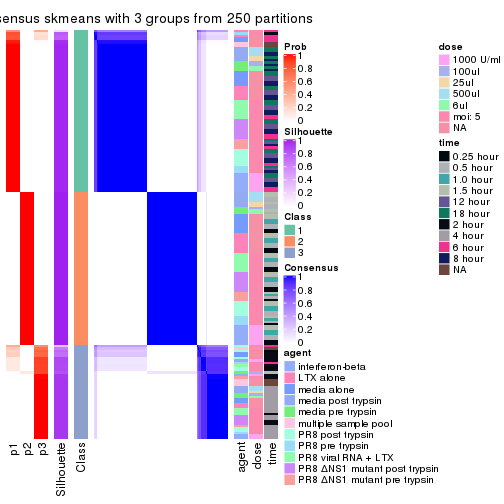 sensus skmeans with 3 groups from 250 partitions
Prob
1
0.8
0.6
0.4
0.2
0
Silhouette
1
0.8
0.6
0.4
0.2
0
Class
1
2
3
Consensus
1
0.8
0.6
0.4
0.2
0
agent
interferon-beta
LTX alone
media alone
media post trypsin
media pre trypsin
multiple sample pool
PR8 post trypsin
PR8 pre trypsin
PR8 viral RNA + LTX
PR8 ΔNS1 mutant post trypsin
PR8 ΔNS1 mutant pre trypsin
dose
1000 U/ml
100ul
25ul
500ul
6ul
moi: 5
NA
time
0.25 hour
0.5 hour
1.0 hour
1.5 hour
12 hour
18 hour
2 hour
4 hour
6 hour
8 hour
NA
p1
p2
p3
Silhouette
Class
agent
dose
time